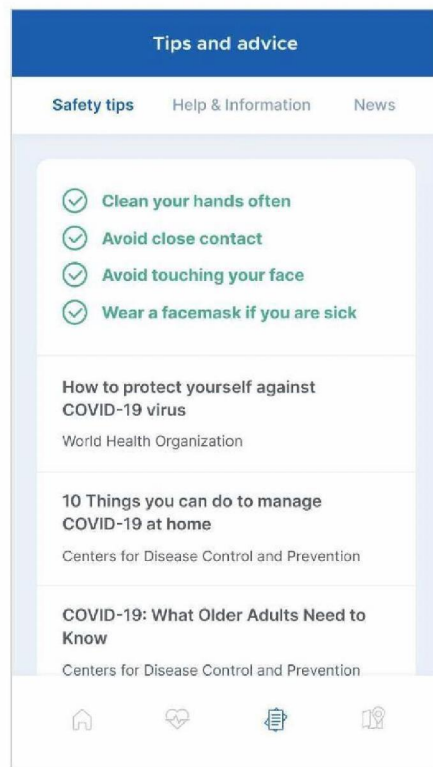 Tips and advice
Safety tips Help & Information News
Clean your hands often
Avoid close contact
Avoid touching your face
Wear a facemask if you are sick
How to protect yourself against
COVID-19 virus
World Health Organization
10 Things you can do to manage
COVID-19 at home
Centers for Disease Control and Prevention
COVID-19: What Older Adults Need to
Know
Centers for Disease Control and Prevention